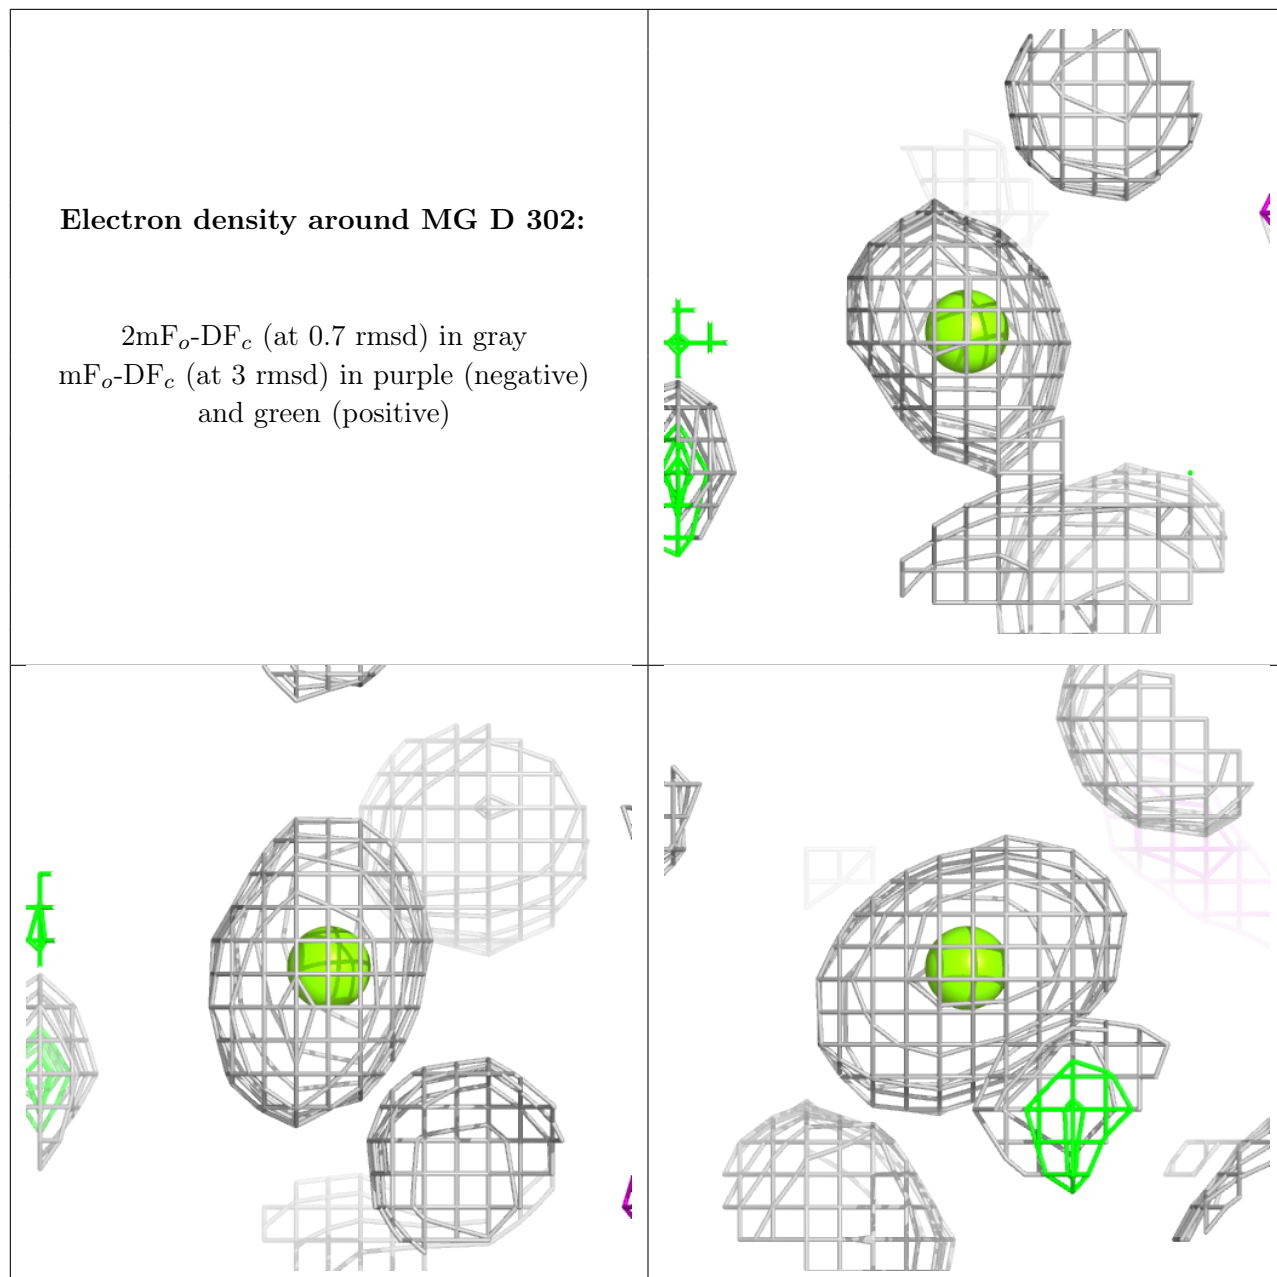 Electron density around MG D 302:
2mFo-DFc (at 0.7 rmsd) in gray
mFo-DFc (at 3 rmsd) in purple (negative)
and green (positive)